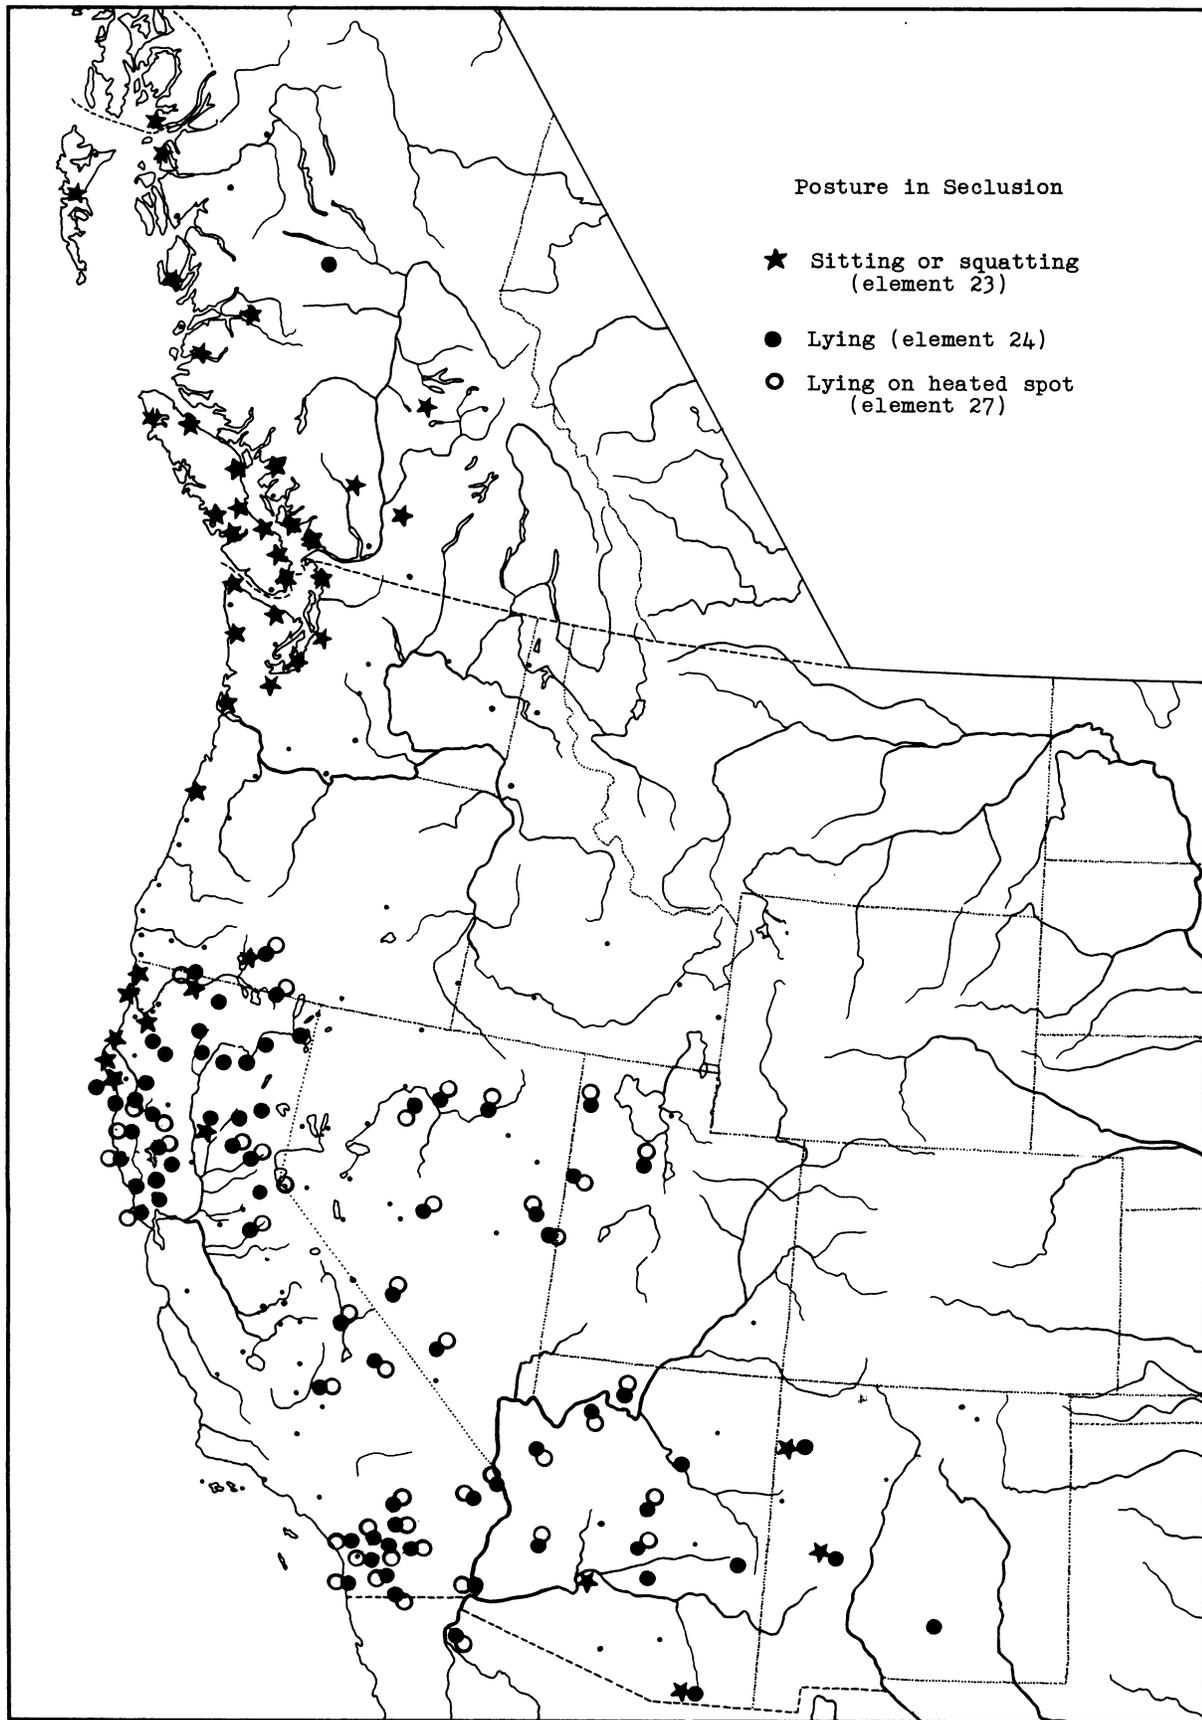 Posture in Seclusion
Sitting or squatting
(element 23)
Lying (element 24)
Lying on heated spot
(element 27)